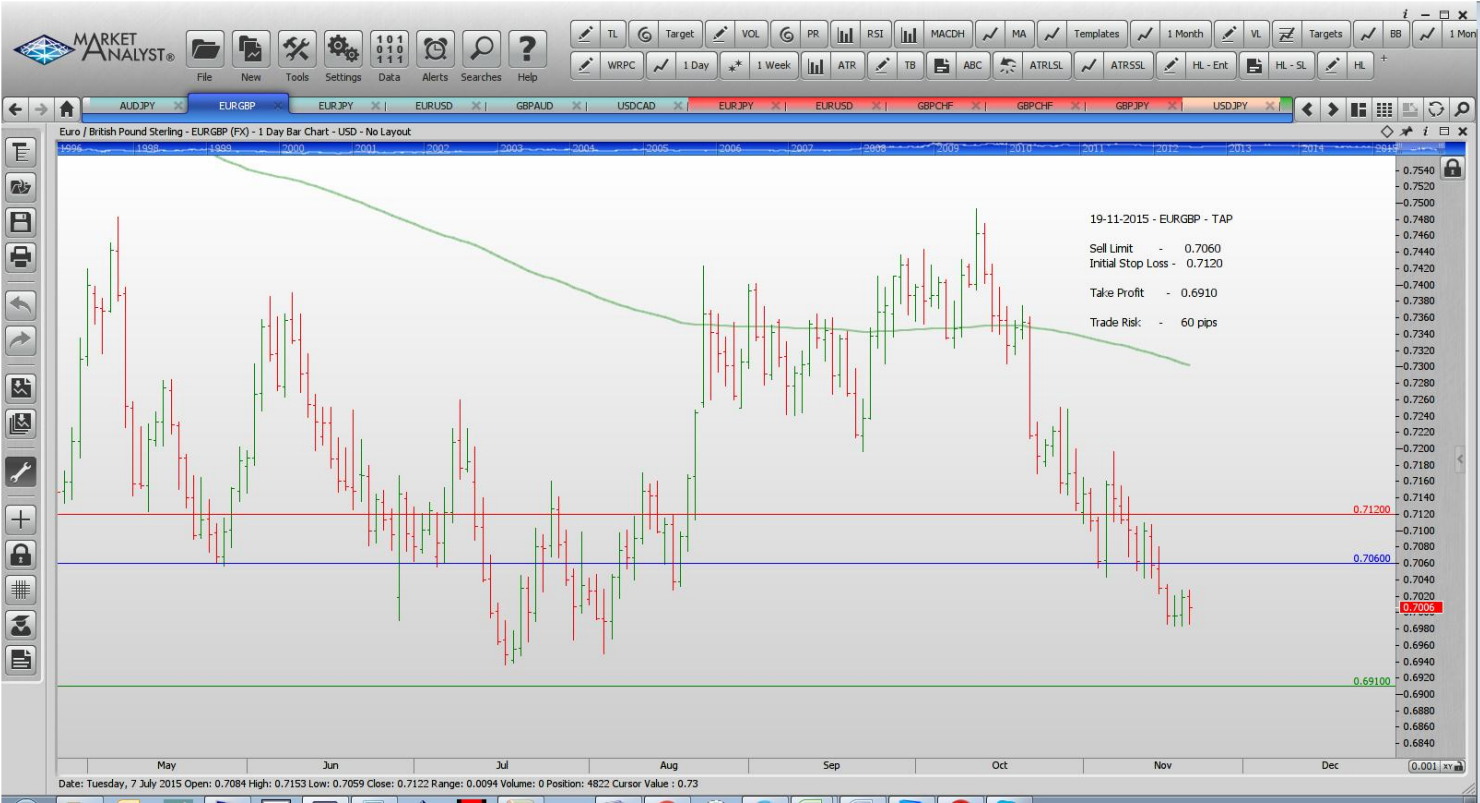 i
MARKET ANALYST®
File New Tools Settings Data Alerts Searches Help
TL Target VOL PR RSI MACDH MA Templates 1 Month VL Targets BB 1 Mon
WRPC 1 Day 1 Week ATR TB ABC ATRLSL ATRSSL HL - Ent HL - SL HL +
AUDJPY EURGBP EURJPY EURUSD GBPAUD USDCAD EURJPY EURUSD GBPCHF GBPCHF GBPJPY USDJPY
Euro / British Pound Sterling - EURGBP (FX) - 1 Day Bar Chart - USD - No Layout
1996 1998 1999 2000 2001 2002 2003 2004 2005 2006 2007 2008 2009 2010 2011 2012 2013 2014 2015
19-11-2015 - EURGBP - TAP
Sell Limit - 0.7060
Initial Stop Loss - 0.7120
Take Profit - 0.6910
Trade Risk - 60 pips
0.7540
0.7520
0.7500
0.7480
0.7460
0.7440
0.7420
0.7400
0.7380
0.7360
0.7340
0.7320
0.7300
0.7280
0.7260
0.7240
0.7220
0.7200
0.7180
0.7160
0.7140
0.71200
0.7120
0.7100
0.7080
0.70600
0.7060
0.7040
0.7020
0.7006
0.6980
0.6960
0.6940
0.6920
0.69100
0.6900
0.6880
0.6860
0.6840
May Jun Jul Aug Sep Oct Nov Dec
0.001 XY
Date: Tuesday, 7 July 2015 Open: 0.7084 High: 0.7153 Low: 0.7059 Close: 0.7122 Range: 0.0094 Volume: 0 Position: 4822 Cursor Value : 0.73